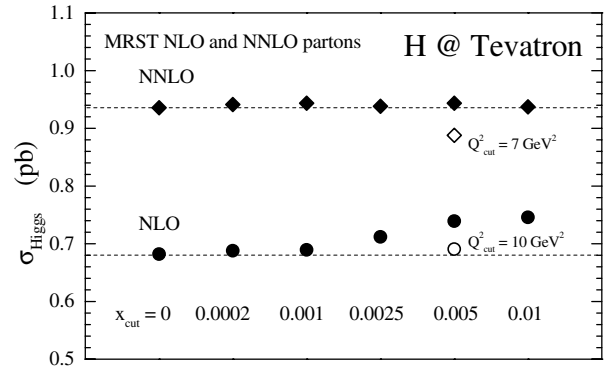 1.1
MRST NLO and NNLO partons
H @ Tevatron
1.0
NNLO
0.9
Q²cut = 7 GeV²
σHiggs (pb)
0.8
NLO
0.7
Q²cut = 10 GeV²
0.6
xcut = 0 0.0002 0.001 0.0025 0.005 0.01
0.5